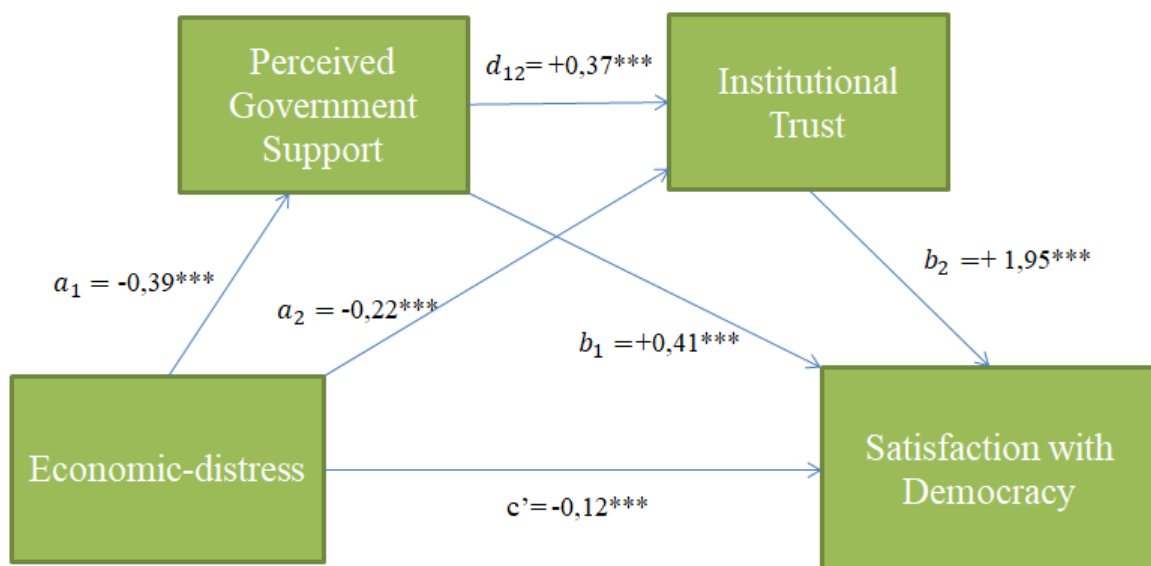 Perceived
Government
Support
𝑑₁₂= +0,37***
Institutional
Trust
𝑎₁ = -0,39***
𝑎₂ = -0,22***
𝑏₁ =+0,41***
𝑏₂ =+ 1,95***
Economic-distress
c’= -0,12***
Satisfaction with
Democracy